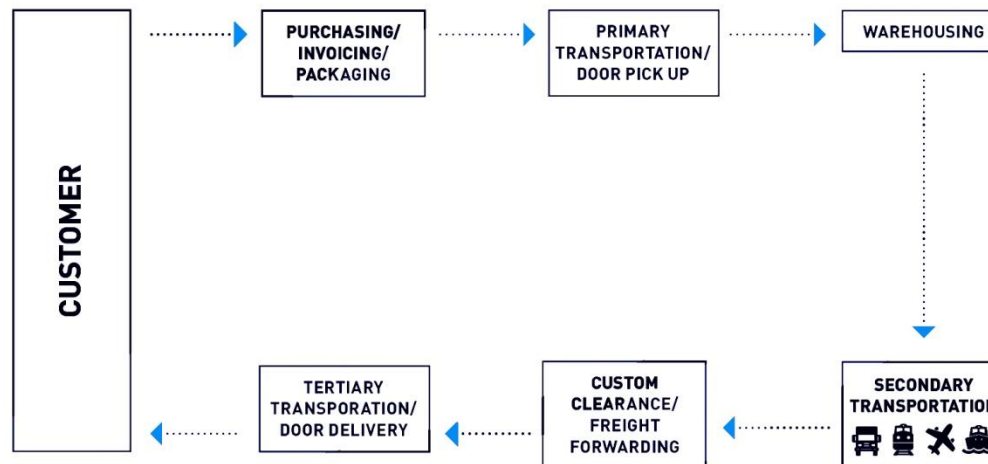 CUSTOMER
PURCHASING/
INVOICING/
PACKAGING
PRIMARY
TRANSPORTATION/
DOOR PICK UP
WAREHOUSING
SECONDARY
TRANSPORTATION
CUSTOM
CLEARANCE/
FREIGHT
FORWARDING
TERTIARY
TRANSPORATION/
DOOR DELIVERY